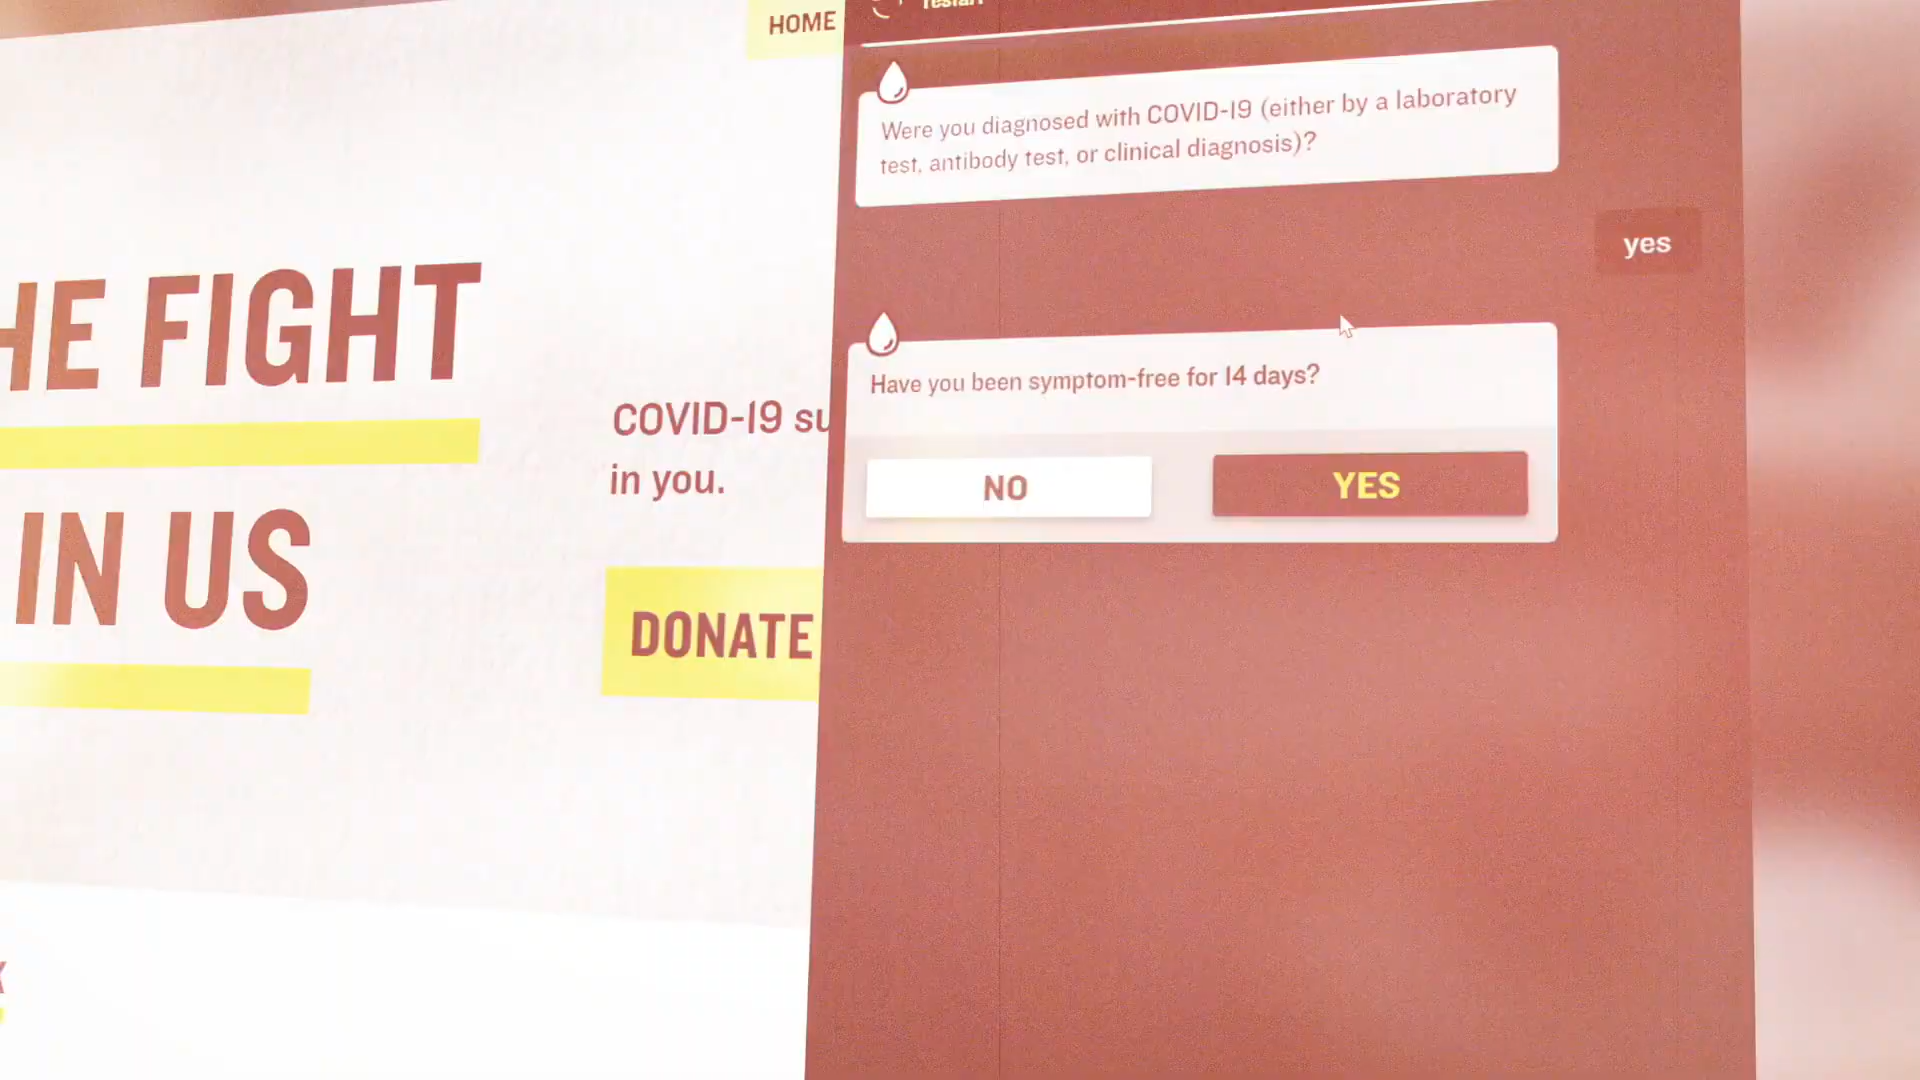 HOME
HE FIGHT
IN US
COVID-19 su
in you.
DONATE
restart
Were you diagnosed with COVID-19 (either by a laboratory
test, antibody test, or clinical diagnosis)?
yes
Have you been symptom-free for 14 days?
NO
YES